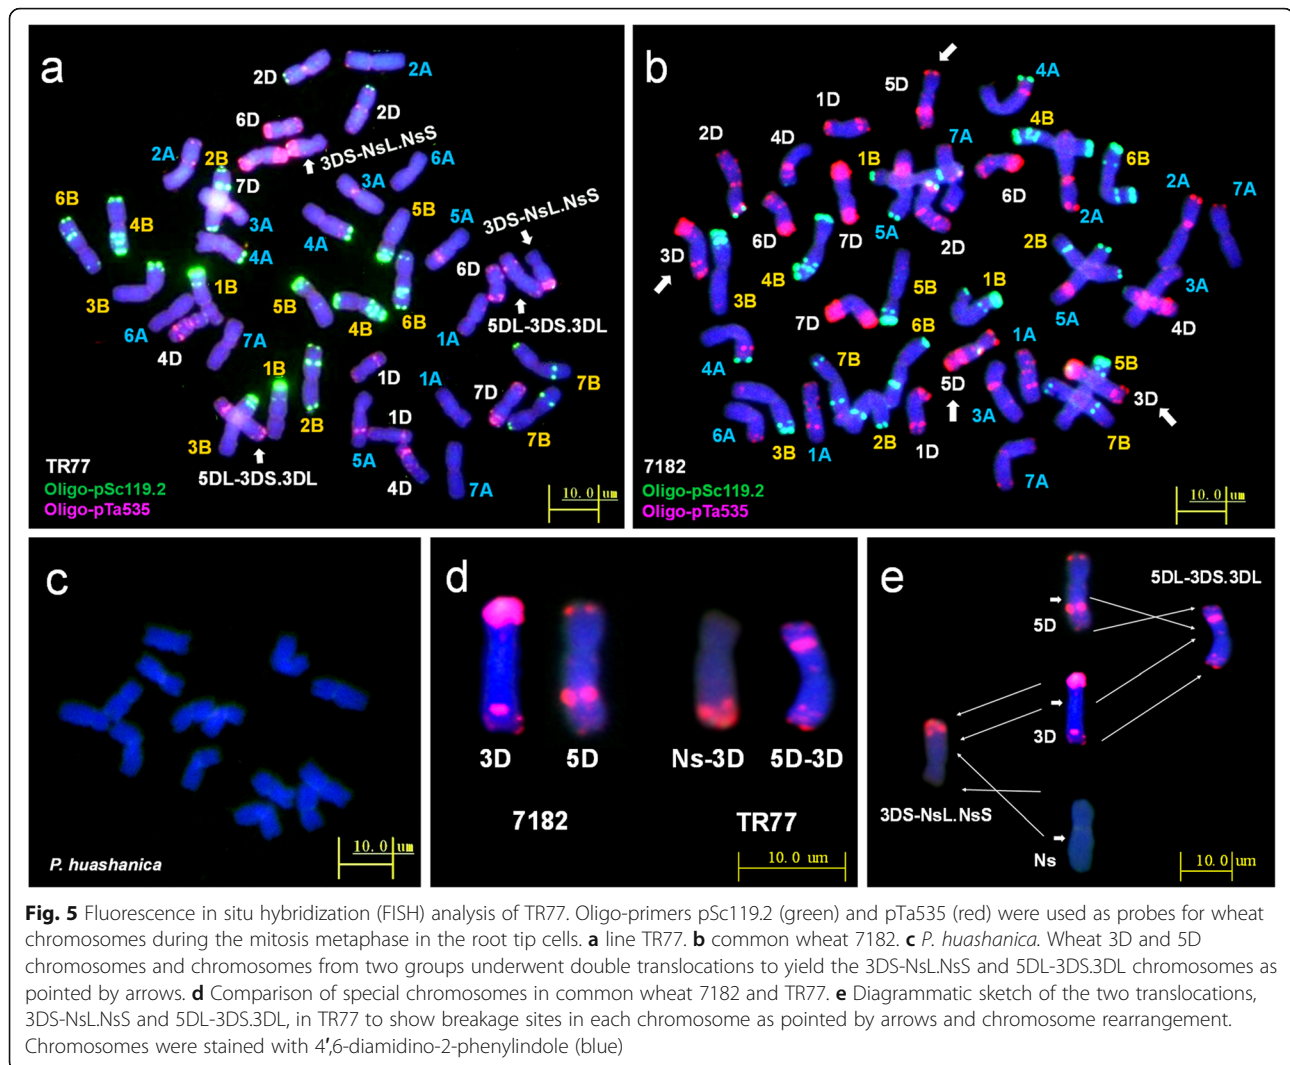 a
2D
2A
2D
6D
3DS-NsL.NsS
2A
2B
7D
6A
3A
3A
6B
4B
4A
4A
5B
5A
3DS-NsL.NsS
6D
3B
1B
5B
4B
6B
5DL-3DS.3DL
1A
6A
4D
7A
1B
2B
1D
1A
7D
7B
7B
3B
5DL-3DS.3DL
1D
5A
4D
7A
TR77
Oligo-pSc119.2
Oligo-pTa535
10.0 um
b
5D
4A
1D
4B
2D
4D
7A
1B
6B
6D
2A
7A
2A
3D
6D
7D
5A
2D
2B
4B
3B
5B
1B
3A
7D
6B
5A
4D
4A
7B
5D
1A
5B
3D
3A
6A
3B
1A
2B
1D
7B
7A
7182
Oligo-pSc119.2
Oligo-pTa535
10.0 um
c
P. huashanica
10.0 um
d
3D
5D
Ns-3D
5D-3D
7182
TR77
10.0 um
e
5DL-3DS.3DL
5D
3D
3DS-NsL.NsS
Ns
10.0 um
Fig. 5 Fluorescence in situ hybridization (FISH) analysis of TR77. Oligo-primers pSc119.2 (green) and pTa535 (red) were used as probes for wheat
chromosomes during the mitosis metaphase in the root tip cells. a line TR77. b common wheat 7182. c P. huashanica. Wheat 3D and 5D
chromosomes and chromosomes from two groups underwent double translocations to yield the 3DS-NsL.NsS and 5DL-3DS.3DL chromosomes as
pointed by arrows. d Comparison of special chromosomes in common wheat 7182 and TR77. e Diagrammatic sketch of the two translocations,
3DS-NsL.NsS and 5DL-3DS.3DL, in TR77 to show breakage sites in each chromosome as pointed by arrows and chromosome rearrangement.
Chromosomes were stained with 4′,6-diamidino-2-phenylindole (blue)